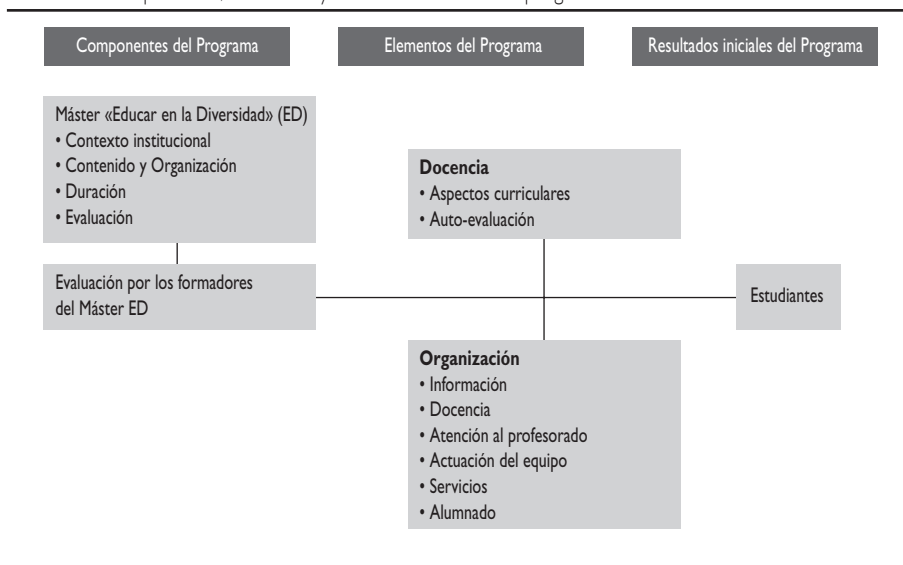 Componentes del Programa
Elementos del Programa
Resultados iniciales del Programa
Máster «Educar en la Diversidad» (ED)
• Contexto institucional
• Contenido y Organización
• Duración
• Evaluación
Docencia
• Aspectos curriculares
• Auto-evaluación
Evaluación por los formadores
del Máster ED
Estudiantes
Organización
• Información
• Docencia
• Atención al profesorado
• Actuación del equipo
• Servicios
• Alumnado